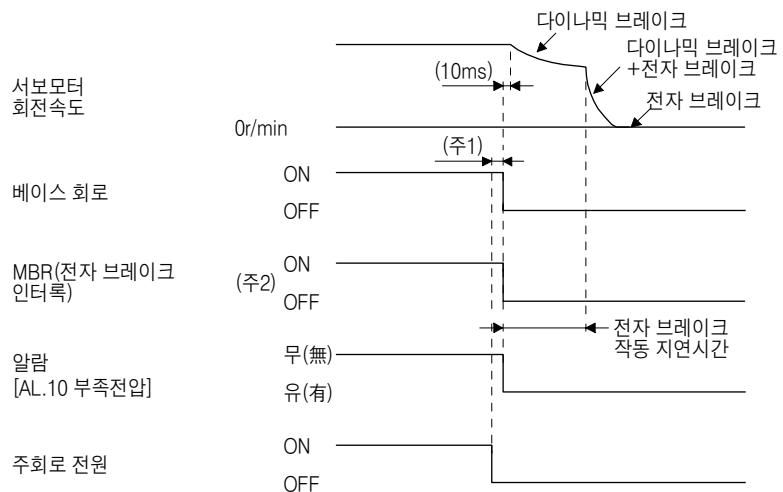 다이나믹 브레이크
다이나믹 브레이크
+전자 브레이크
(10ms)
전자 브레이크
서보모터
회전속도
0r/min
(주1)
ON
베이스 회로
OFF
MBR(전자 브레이크
인터록)
(주2)
ON
OFF
전자 브레이크
작동 지연시간
알람
[AL.10 부족전압]
무(無)
유(有)
ON
주회로 전원
OFF